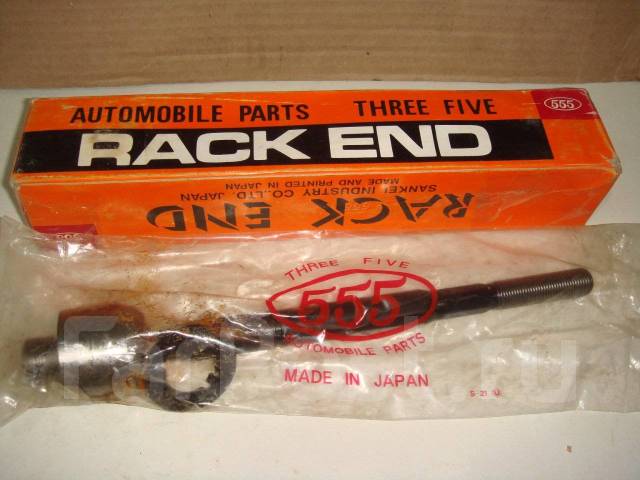 AUTOMOBILE PARTS THREE FIVE
555
RACK END
SANKEI INDUSTRY CO., LTD. JAPAN
MADE AND PRINTED IN JAPAN
RACK END
THREE FIVE
555
AUTOMOBILE PARTS
MADE IN JAPAN